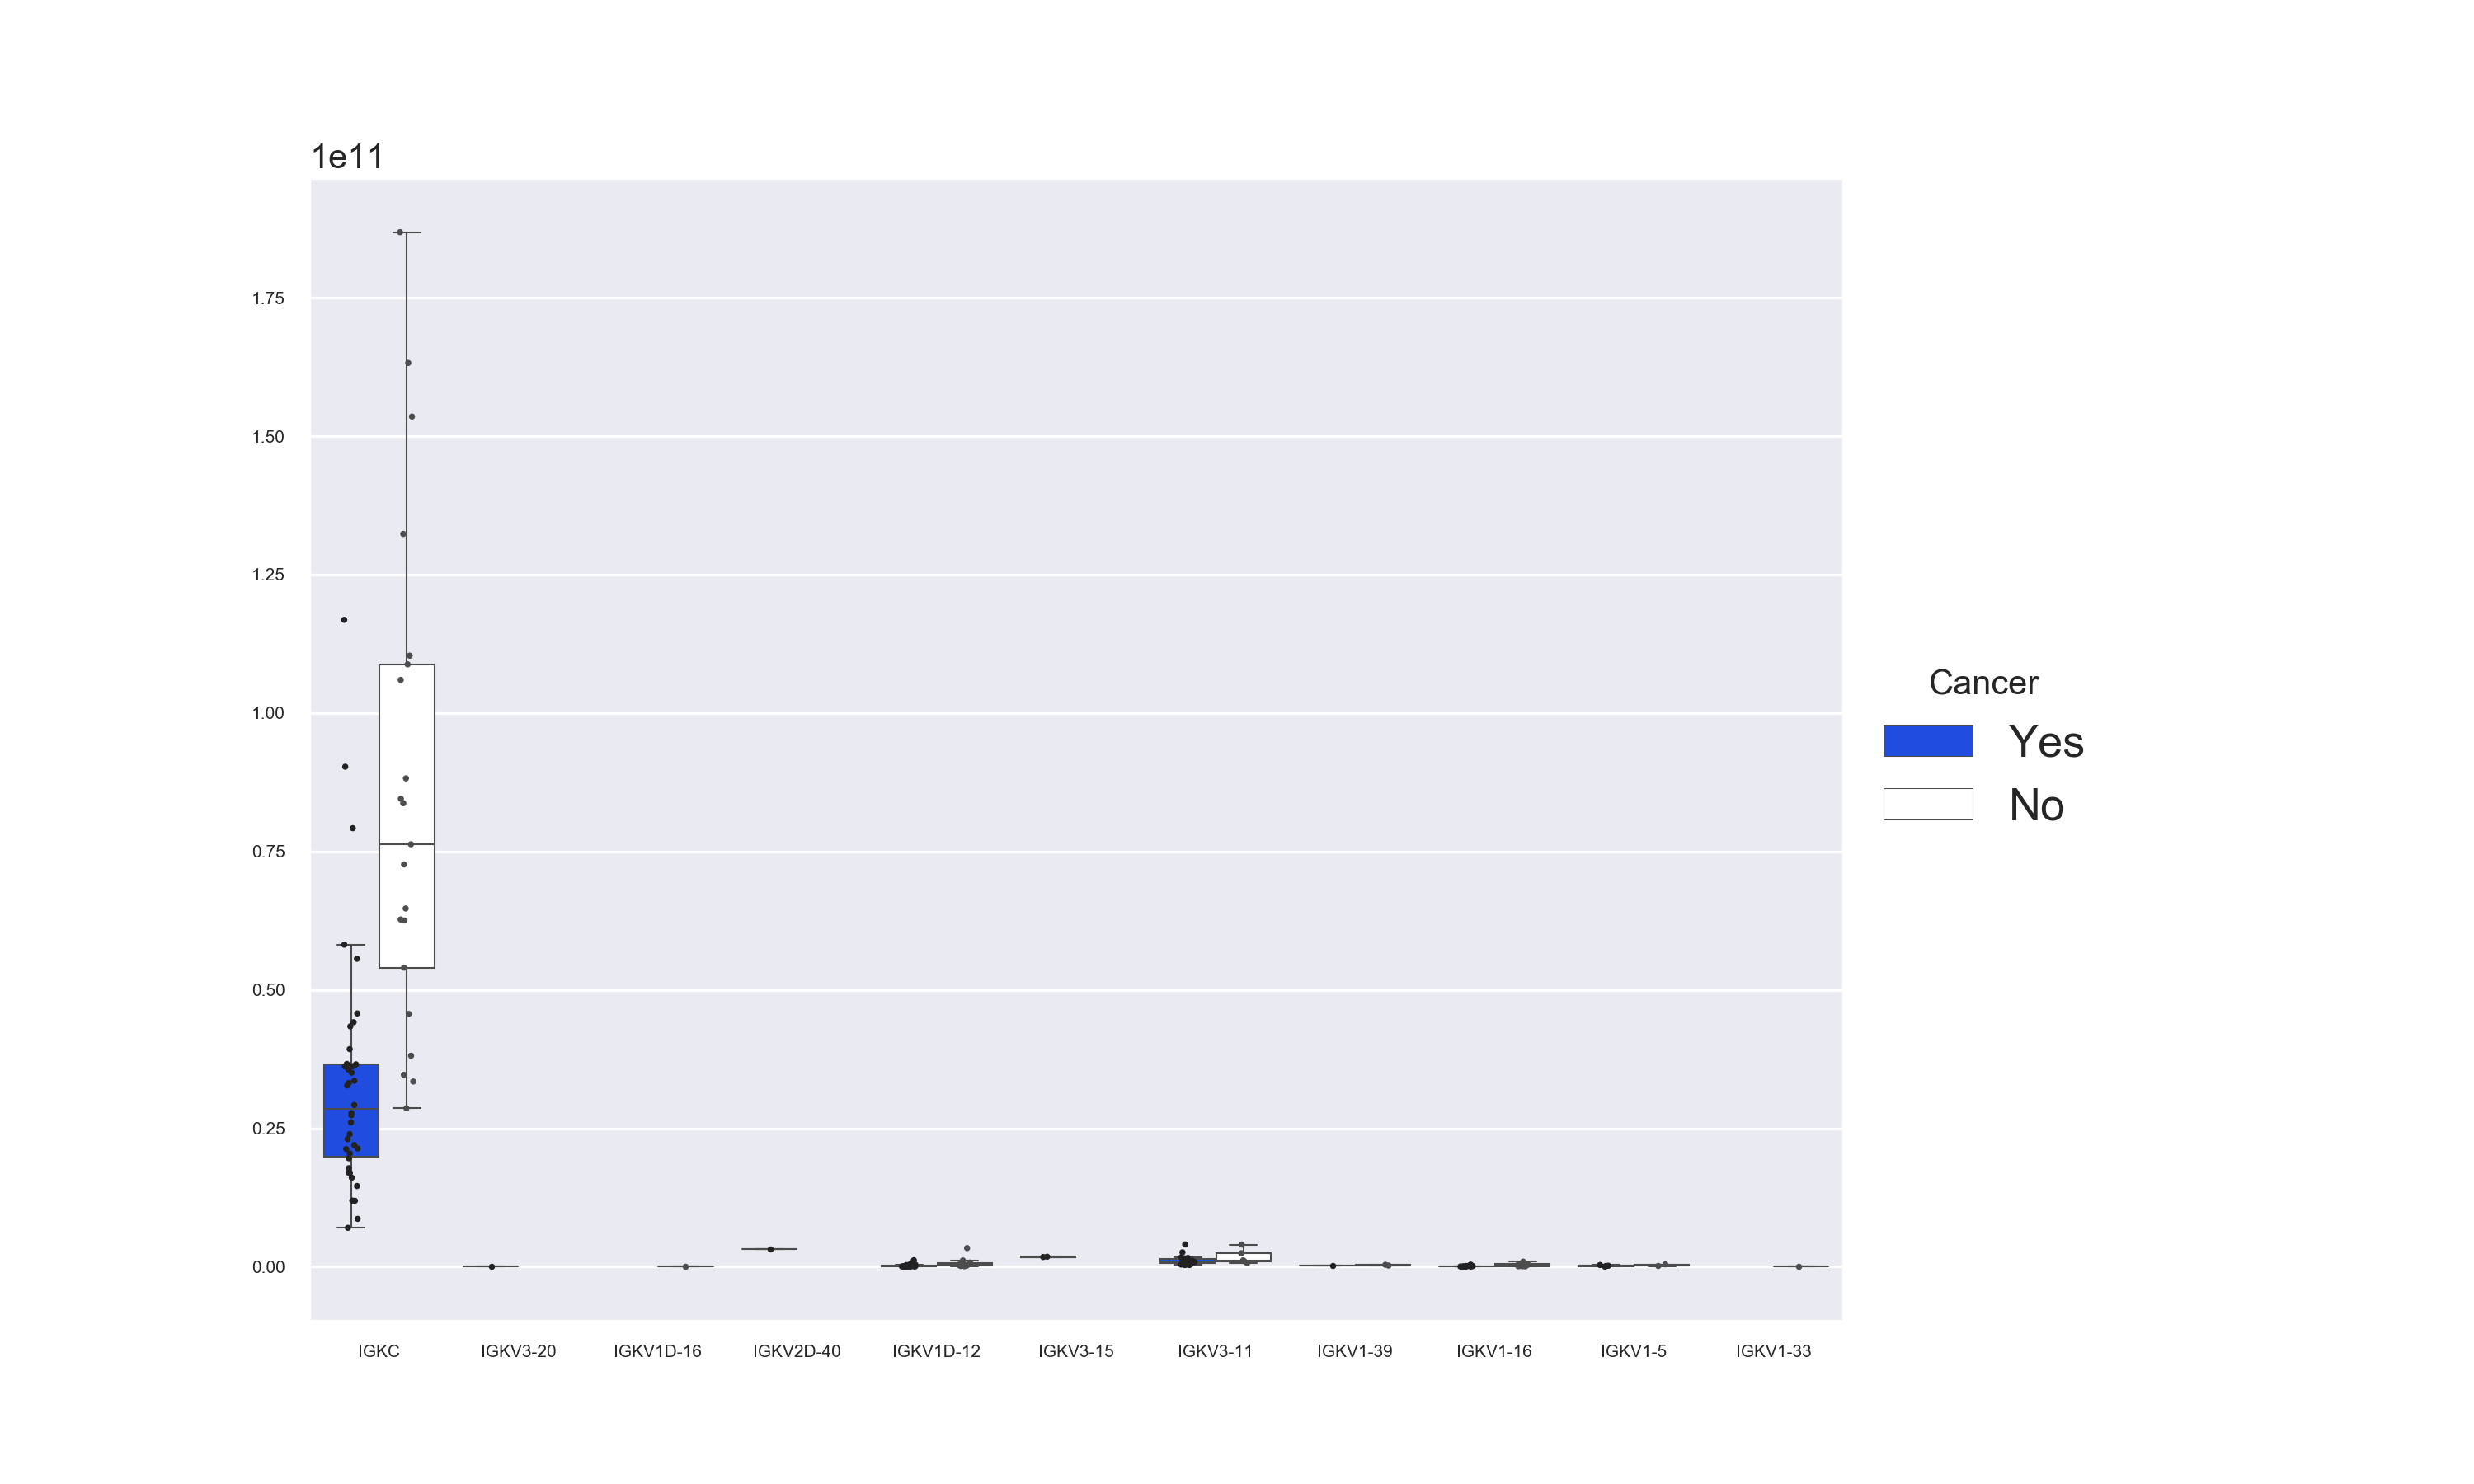 1e11
1.75
1.50
1.25
1.00
0.75
0.50
0.25
0.00
IGKC IGKV3-20 IGKV1D-16 IGKV2D-40 IGKV1D-12 IGKV3-15 IGKV3-11 IGKV1-39 IGKV1-16 IGKV1-5 IGKV1-33
Cancer
Yes
No